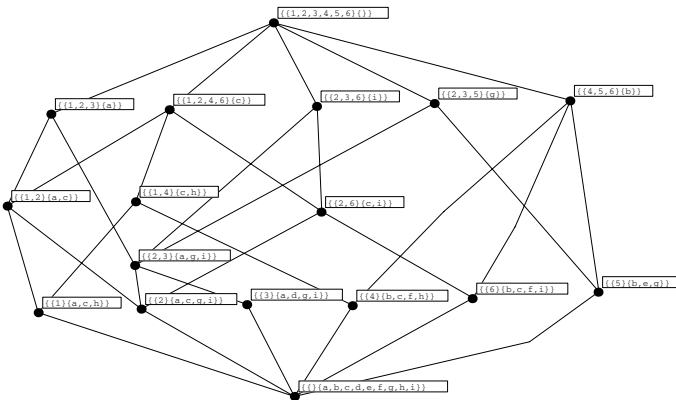 {{1,2,3,4,5,6}{}}
{{1,2,3}{a}}
{{1,2,4,6}{c}}
{{2,3,6}{i}}
{{2,3,5}{g}}
{{4,5,6}{b}}
{{1,2}{a,c}}
{{1,4}{c,h}}
{{2,6}{c,i}}
{{2,3}{a,g,i}}
{{1}{a,c,h}}
{{2}{a,c,g,i}}
{{3}{a,d,g,i}}
{{4}{b,c,f,h}}
{{6}{b,c,f,i}}
{{5}{b,e,g}}
{{}{a,b,c,d,e,f,g,h,i}}